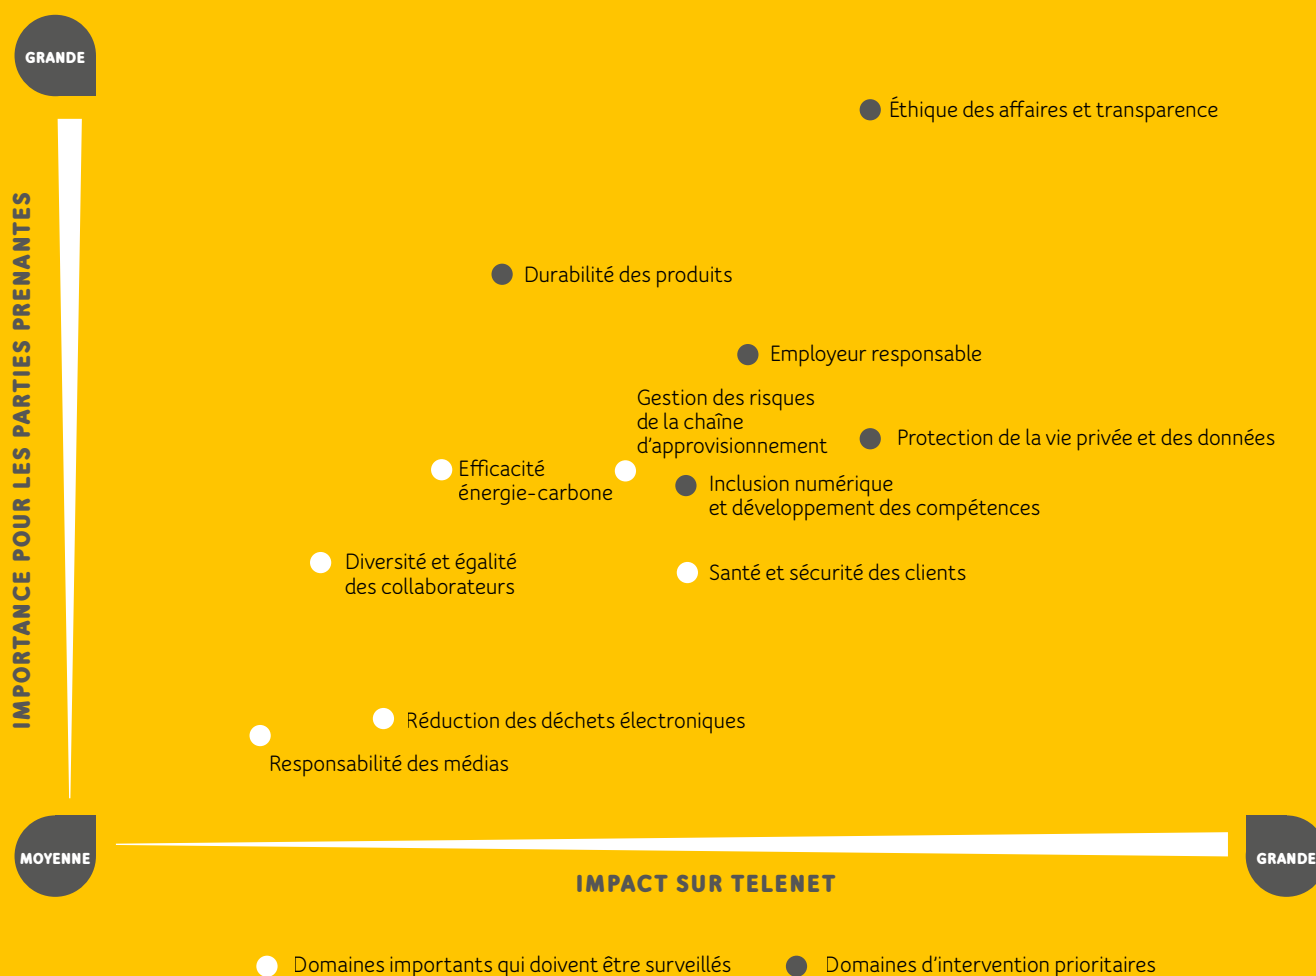 GRANDE
Éthique des affaires et transparence
IMPORTANCE POUR LES PARTIES PRENANTES
Durabilité des produits
Employeur responsable
Gestion des risques
de la chaîne
d'approvisionnement
Protection de la vie privée et des données
Efficacité
énergie-carbone
Inclusion numérique
et développement des compétences
Diversité et égalité
des collaborateurs
Santé et sécurité des clients
Réduction des déchets électroniques
Responsabilité des médias
MOYENNE
GRANDE
IMPACT SUR TELENET
Domaines importants qui doivent être surveillés
Domaines d'intervention prioritaires